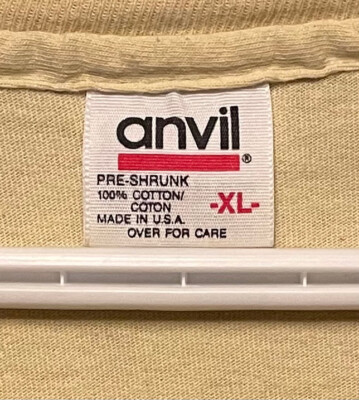 anvil®
PRE-SHRUNK
100% COTTON/
COTON
-XL-
MADE IN U.S.A.
OVER FOR CARE